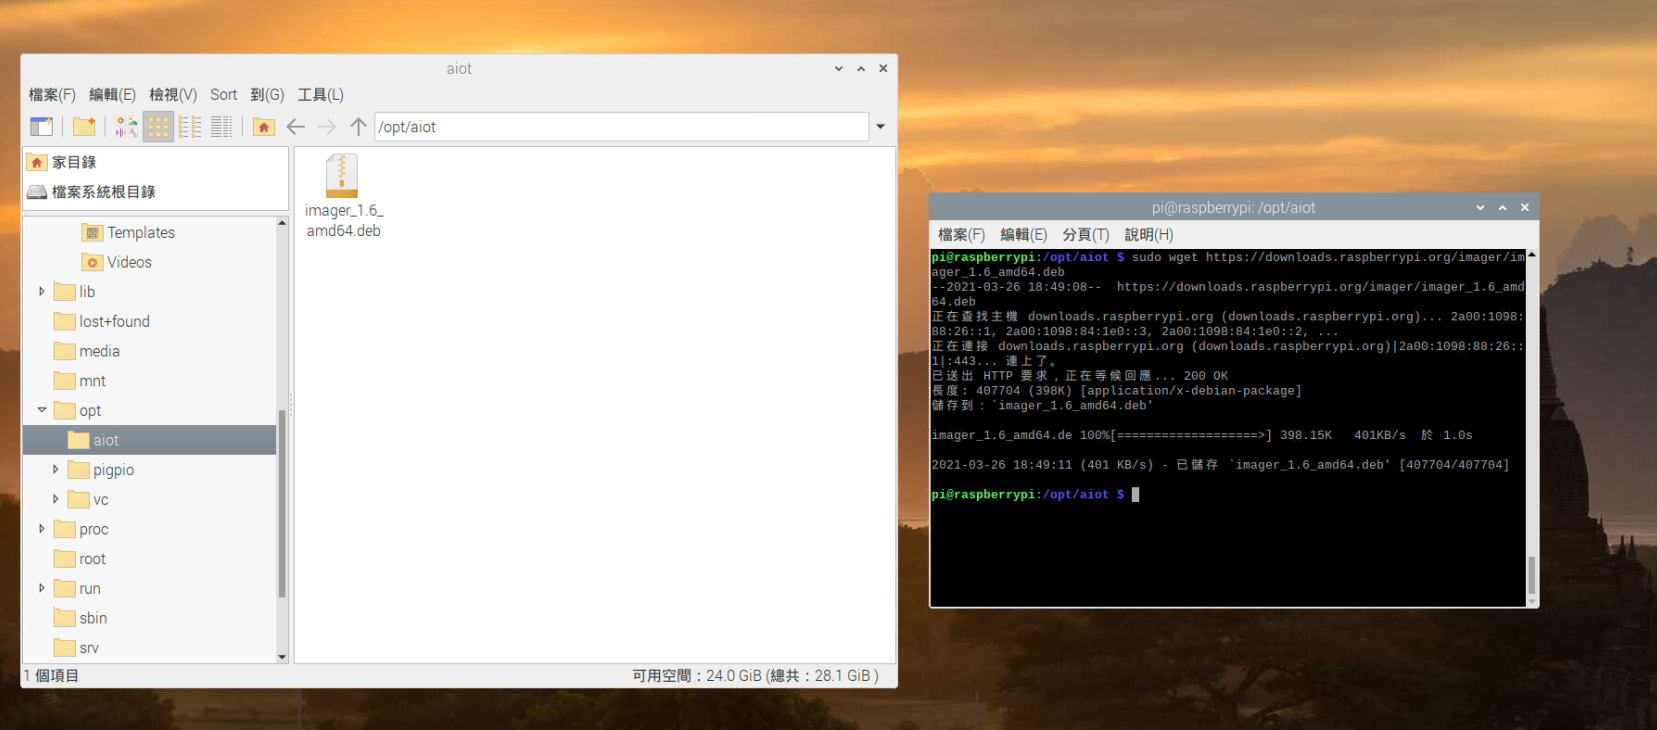 aiot
檔案(F) 編輯(E) 檢視(V) Sort 到(G) 工具(L)
/opt/aiot
家目錄
檔案系統根目錄
Templates
Videos
lib
lost+found
media
mnt
opt
aiot
pigpio
vc
proc
root
run
sbin
srv
imager_1.6_
amd64.deb
1 個項目
可用空間：24.0 GiB (總共：28.1 GiB )
pi@raspberrypi: /opt/aiot
檔案(F) 編輯(E) 分頁(T) 說明(H)
pi@raspberrypi:/opt/aiot $ sudo wget https://downloads.raspberrypi.org/imager/im
ager_1.6_amd64.deb
--2021-03-26 18:49:08--  https://downloads.raspberrypi.org/imager/imager_1.6_amd
64.deb
正在查找主機 downloads.raspberrypi.org (downloads.raspberrypi.org)... 2a00:1098:
88:26::1, 2a00:1098:84:1e0::3, 2a00:1098:84:1e0::2, ...
正在連接 downloads.raspberrypi.org (downloads.raspberrypi.org)|2a00:1098:88:26::
1|:443... 連上了。
已送出 HTTP 要求，正在等候回應... 200 OK
長度: 407704 (398K) [application/x-debian-package]
儲存到：`imager_1.6_amd64.deb'
imager_1.6_amd64.de 100%[===================>] 398.15K   401KB/s  於 1.0s
2021-03-26 18:49:11 (401 KB/s) - 已儲存 `imager_1.6_amd64.deb' [407704/407704]
pi@raspberrypi:/opt/aiot $